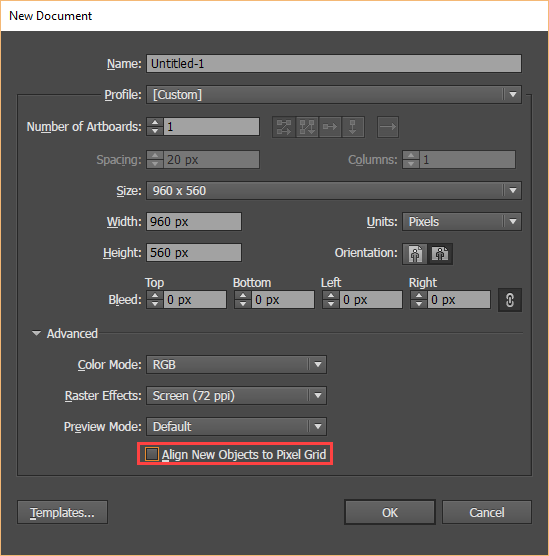 New Document
Name: Untitled-1
Profile: [Custom]
Number of Artboards: 1
Spacing: 20 px Columns: 1
Size: 960 x 560
Width: 960 px Units: Pixels
Height: 560 px Orientation:
Top Bottom Left Right
Bleed: 0 px 0 px 0 px 0 px
Advanced
Color Mode: RGB
Raster Effects: Screen (72 ppi)
Preview Mode: Default
Align New Objects to Pixel Grid
Templates... OK Cancel